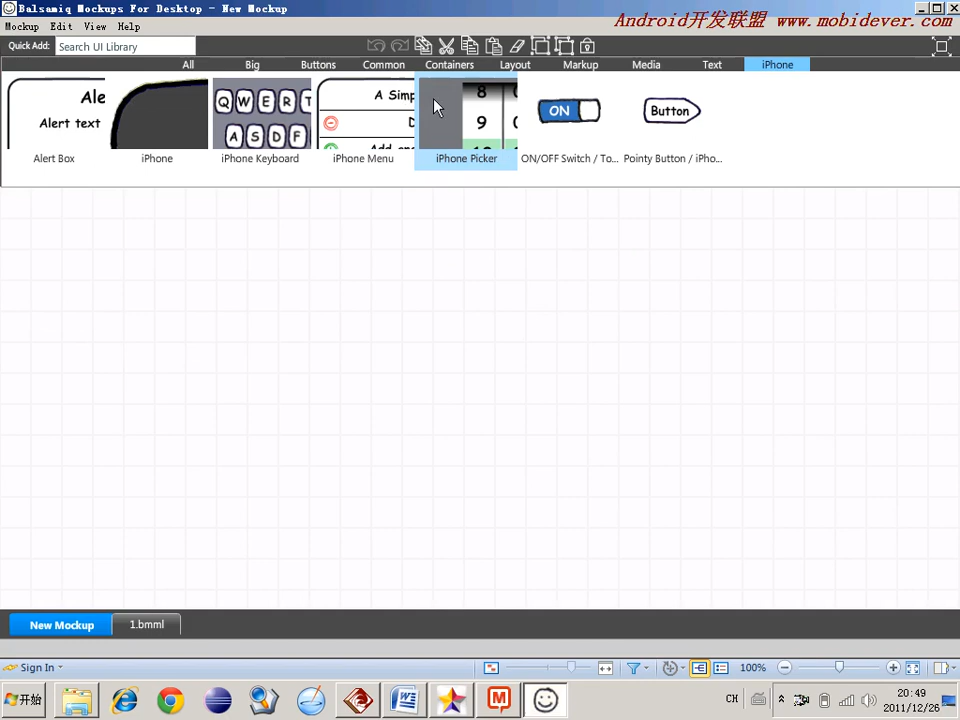 Balsamiq Mockups For Desktop - New Mockup
Mockup Edit View Help
Android开发联盟 www.mobidever.com
Quick Add: Search UI Library
All Big Buttons Common Containers Layout Markup Media Text iPhone
Ale
Alert text
Q W E R T
A S D F
A Simp
D
8
9
ON
Button
Alert Box iPhone iPhone Keyboard iPhone Menu iPhone Picker ON/OFF Switch / To... Pointy Button / iPho...
New Mockup 1.bmml
Sign In 100%
开始 CH 20:49
2011/12/26